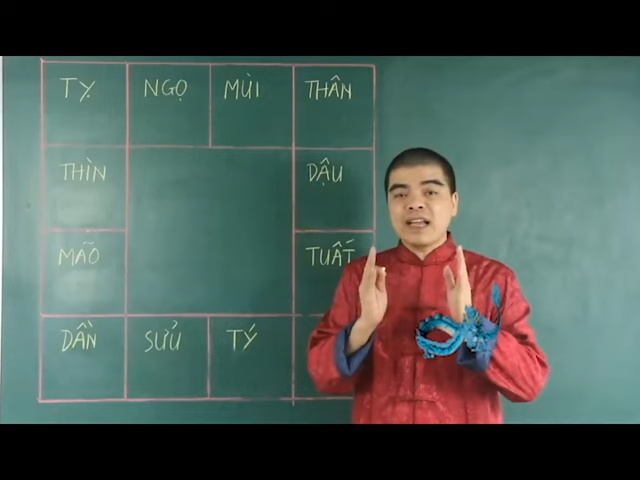 TỴ NGỌ MÙI THÂN
THÌN DẬU
MÃO TUẤT
DẦN SỬU TÝ